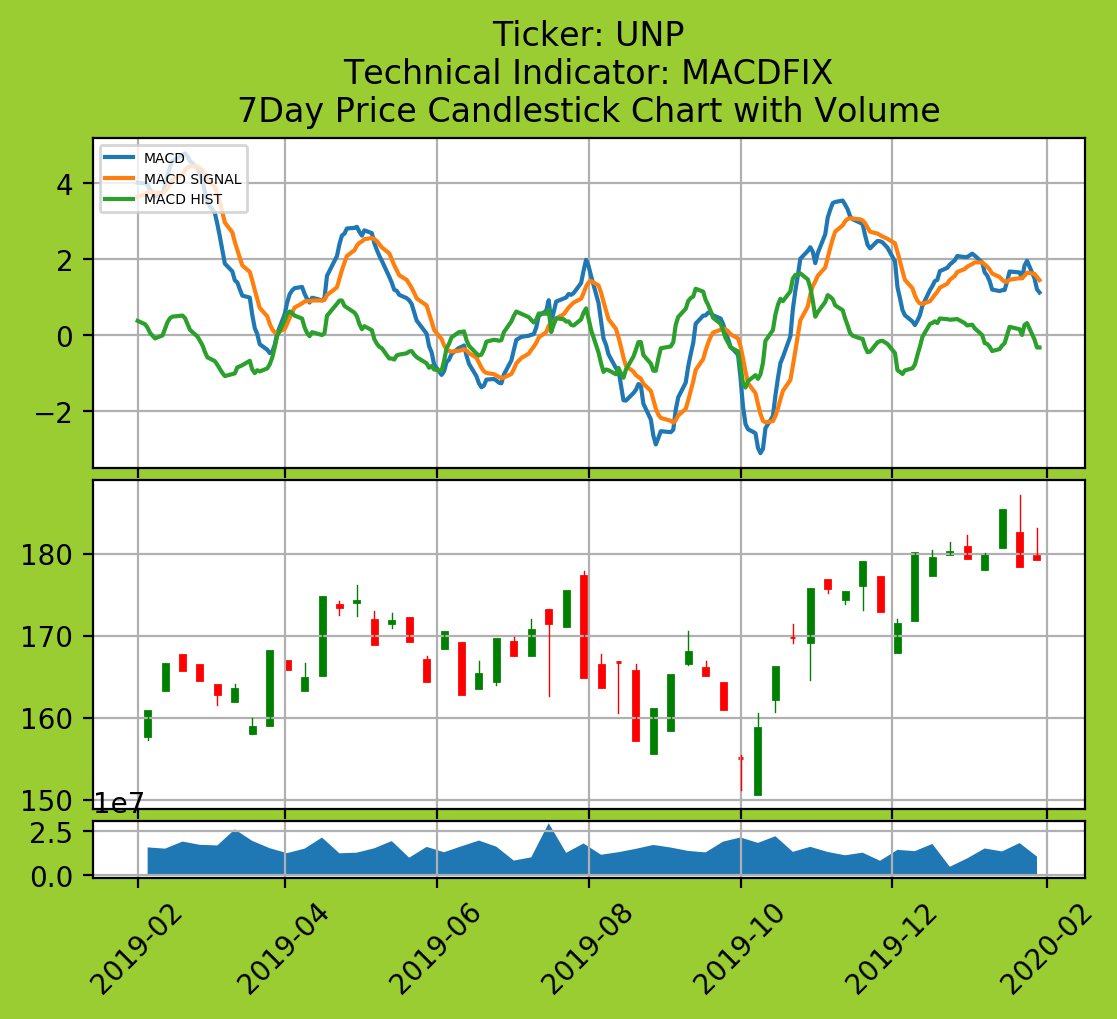 Ticker: UNP
Technical Indicator: MACDFIX
7Day Price Candlestick Chart with Volume
MACD
MACD SIGNAL
MACD HIST
4
2
0
−2
180
170
160
150
1e7
2.5
0.0
2019-02
2019-04
2019-06
2019-08
2019-10
2019-12
2020-02